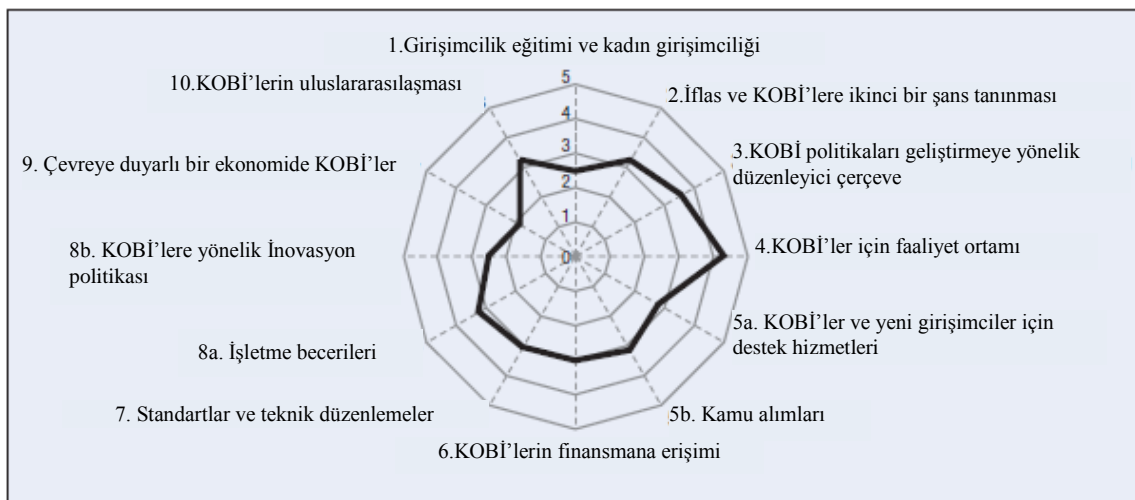 1.Girişimcilik eğitimi ve kadın girişimciliği
10.KOBİ’lerin uluslararasılaşması
2.İflas ve KOBİ’lere ikinci bir şans tanınması
9. Çevreye duyarlı bir ekonomide KOBİ’ler
3.KOBİ politikaları geliştirmeye yönelik
düzenleyici çerçeve
8b. KOBİ’lere yönelik İnovasyon
politikası
4.KOBİ’ler için faaliyet ortamı
8a. İşletme becerileri
5a. KOBİ’ler ve yeni girişimciler için
destek hizmetleri
7. Standartlar ve teknik düzenlemeler
5b. Kamu alımları
6.KOBİ’lerin finansmana erişimi
5
4
3
2
1
0